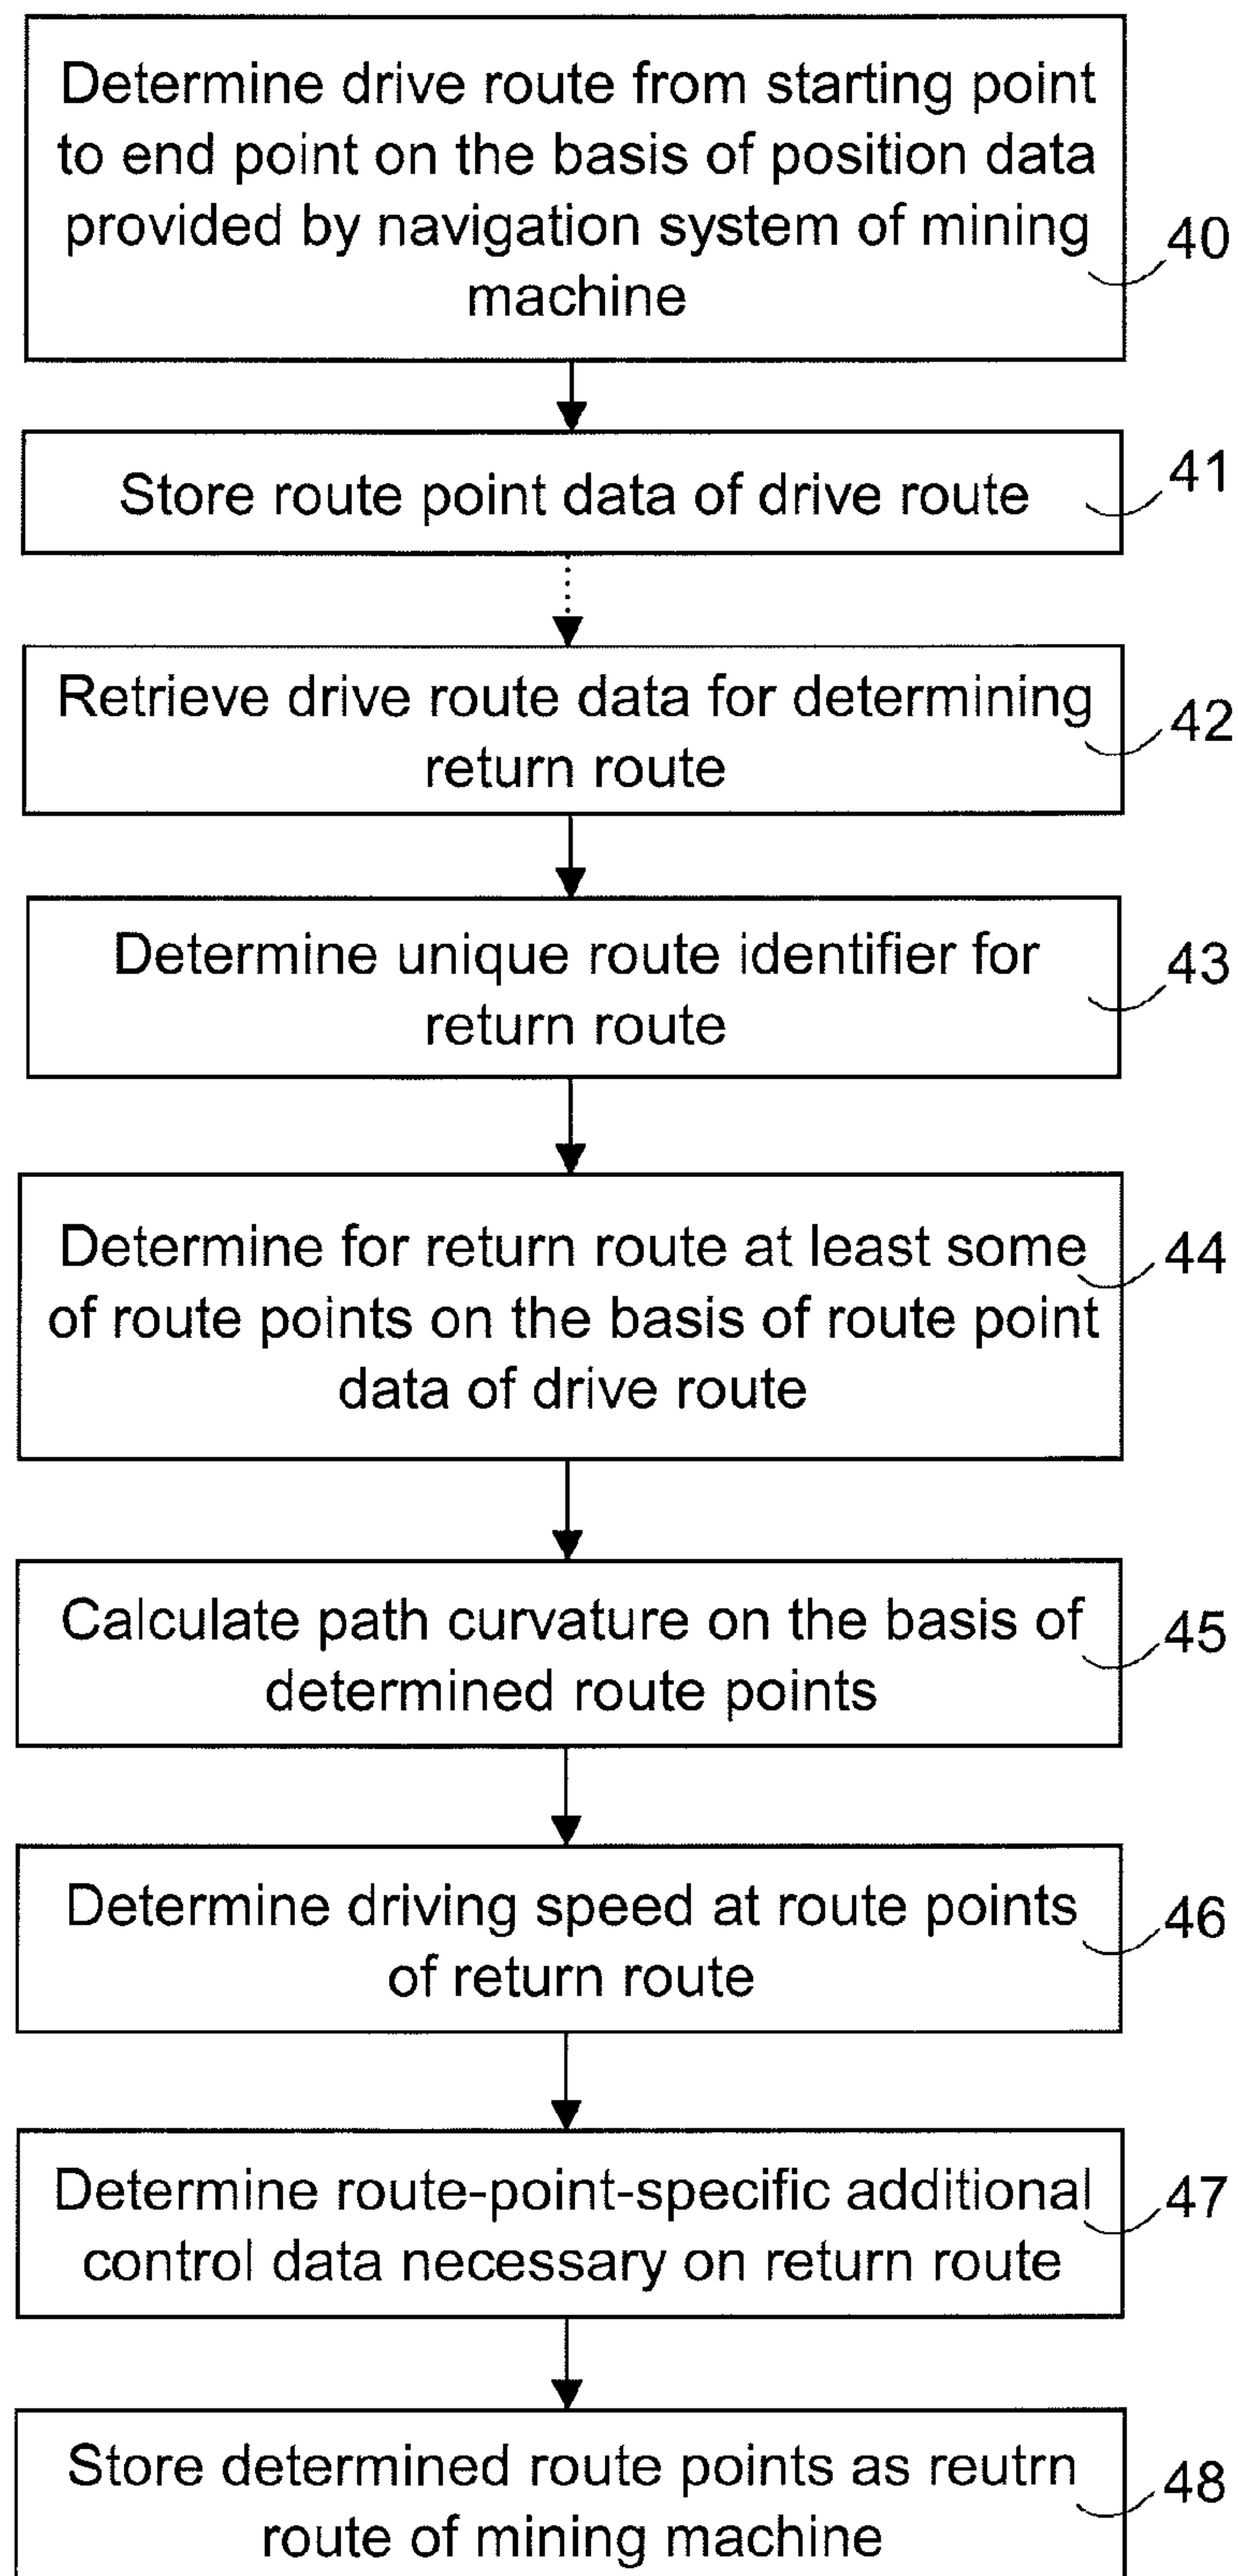 Determine drive route from starting point
to end point on the basis of position data
provided by navigation system of mining
machine
40
Store route point data of drive route
41
Retrieve drive route data for determining
return route
42
Determine unique route identifier for
return route
43
Determine for return route at least some
of route points on the basis of route point
data of drive route
44
Calculate path curvature on the basis of
determined route points
45
Determine driving speed at route points
of return route
46
Determine route-point-specific additional
control data necessary on return route
47
Store determined route points as reutrn
route of mining machine
48